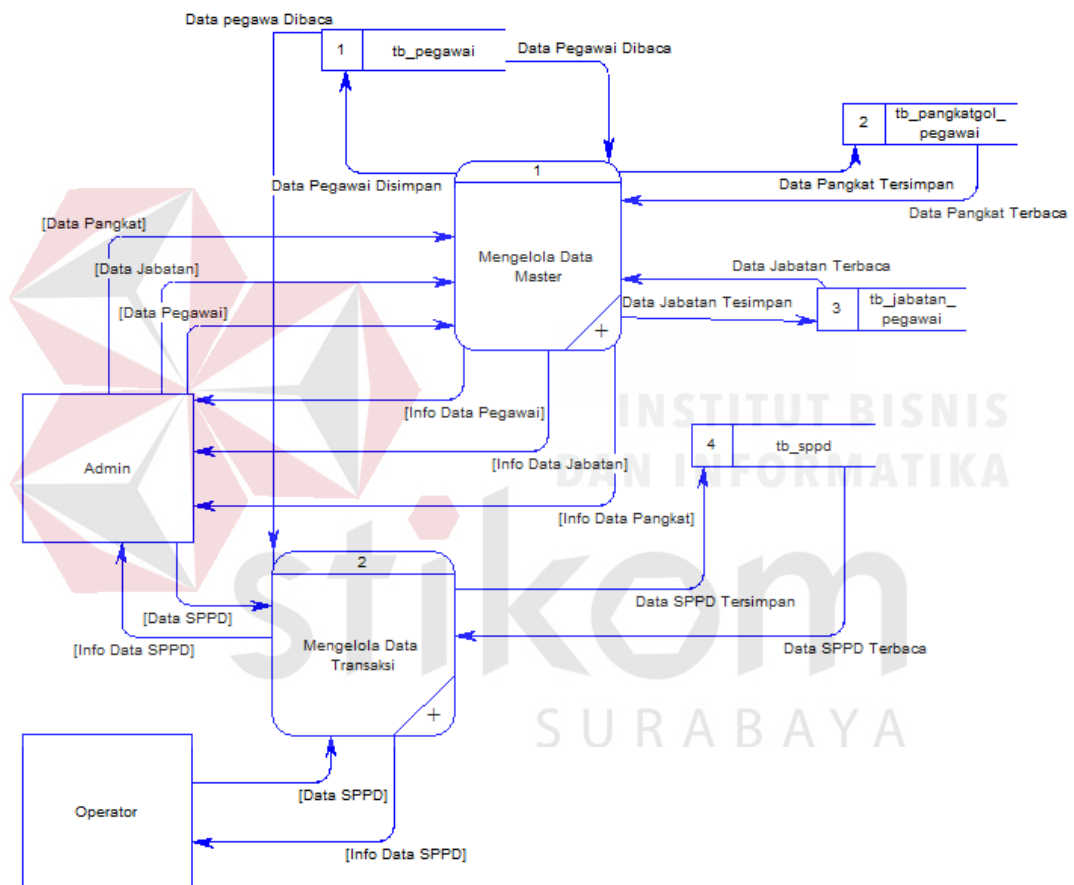 Data pegawa Dibaca
1
tb_pegawai
Data Pegawai Dibaca
2
tb_pangkatgol_
pegawai
Data Pegawai Disimpan
1
Mengelola Data
Master
+
Data Pangkat Tersimpan
Data Pangkat Terbaca
[Data Pangkat]
[Data Jabatan]
[Data Pegawai]
Data Jabatan Terbaca
Data Jabatan Tesimpan
3
tb_jabatan_
pegawai
Admin
[Info Data Pegawai]
[Info Data Jabatan]
[Info Data Pangkat]
INSTITUT BISNIS
DAN INFORMATIKA
4
tb_sppd
stikom
SURABAYA
[Data SPPD]
[Info Data SPPD]
2
Mengelola Data
Transaksi
+
Data SPPD Tersimpan
Data SPPD Terbaca
Operator
[Data SPPD]
[Info Data SPPD]